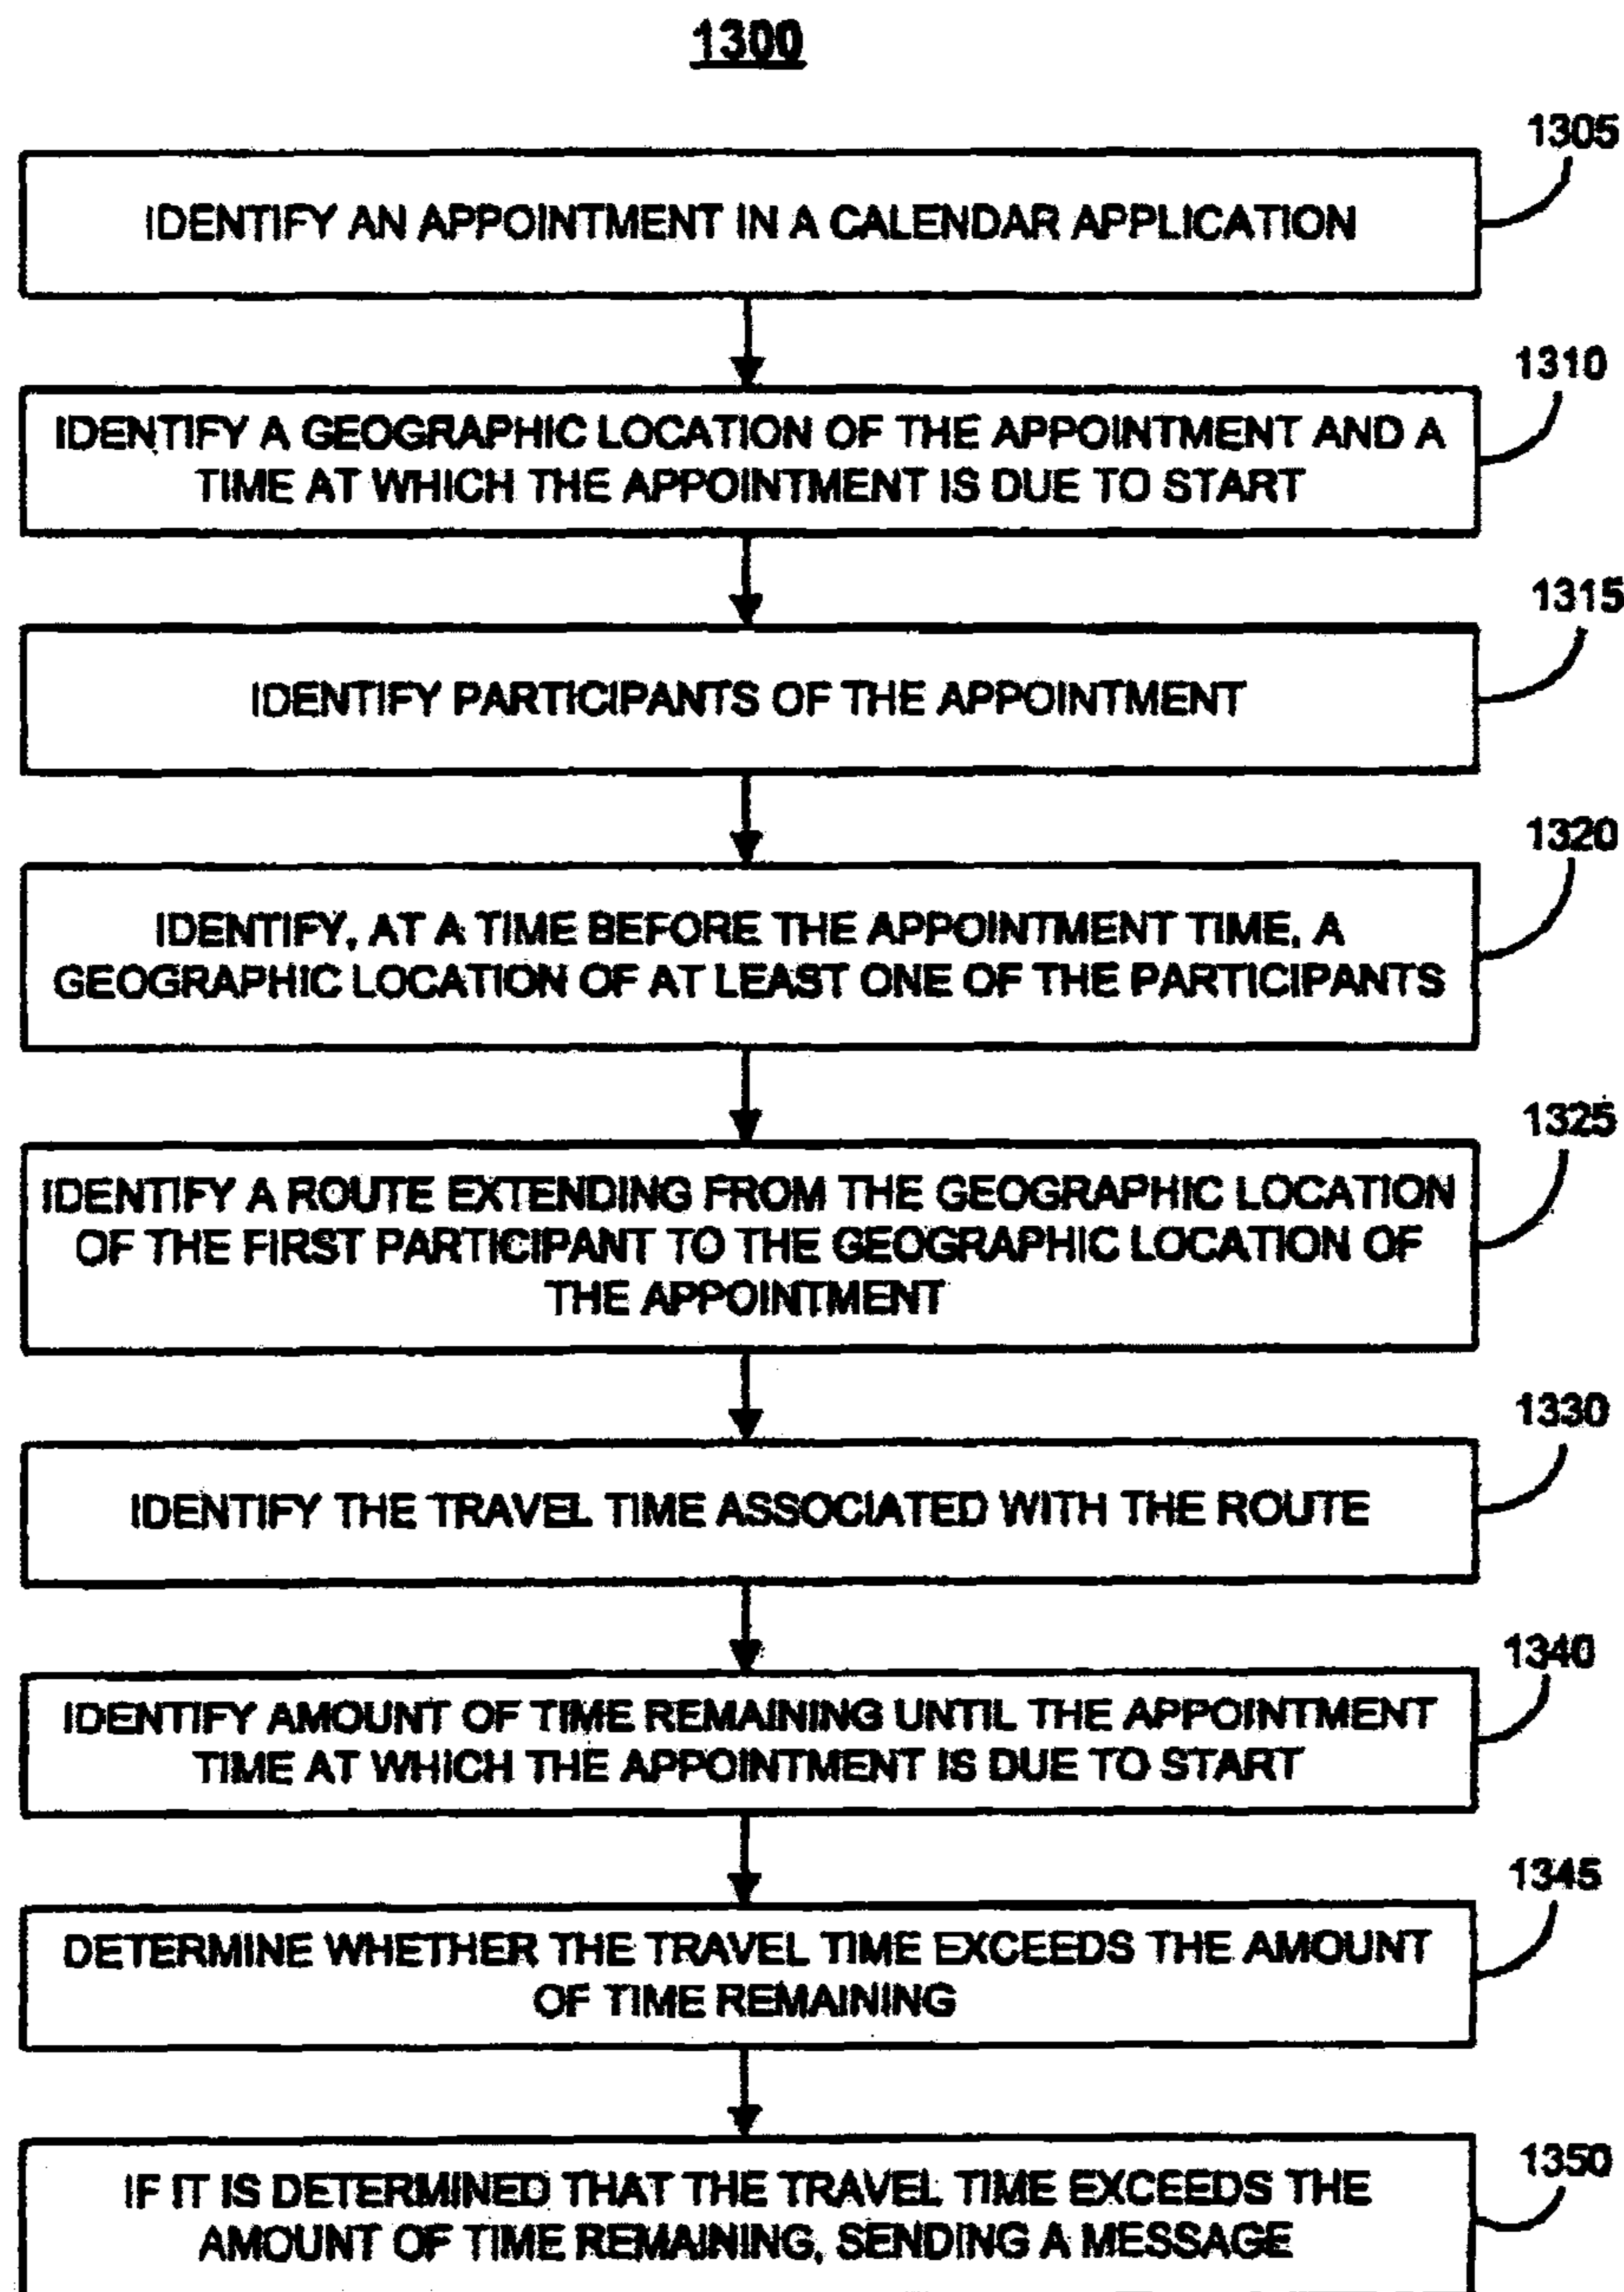 1300
1305
IDENTIFY AN APPOINTMENT IN A CALENDAR APPLICATION
1310
IDENTIFY A GEOGRAPHIC LOCATION OF THE APPOINTMENT AND A
TIME AT WHICH THE APPOINTMENT IS DUE TO START
1315
IDENTIFY PARTICIPANTS OF THE APPOINTMENT
1320
IDENTIFY, AT A TIME BEFORE THE APPOINTMENT TIME, A
GEOGRAPHIC LOCATION OF AT LEAST ONE OF THE PARTICIPANTS
1325
IDENTIFY A ROUTE EXTENDING FROM THE GEOGRAPHIC LOCATION
OF THE FIRST PARTICIPANT TO THE GEOGRAPHIC LOCATION OF
THE APPOINTMENT
1330
IDENTIFY THE TRAVEL TIME ASSOCIATED WITH THE ROUTE
1340
IDENTIFY AMOUNT OF TIME REMAINING UNTIL THE APPOINTMENT
TIME AT WHICH THE APPOINTMENT IS DUE TO START
1345
DETERMINE WHETHER THE TRAVEL TIME EXCEEDS THE AMOUNT
OF TIME REMAINING
1350
IF IT IS DETERMINED THAT THE TRAVEL TIME EXCEEDS THE
AMOUNT OF TIME REMAINING, SENDING A MESSAGE